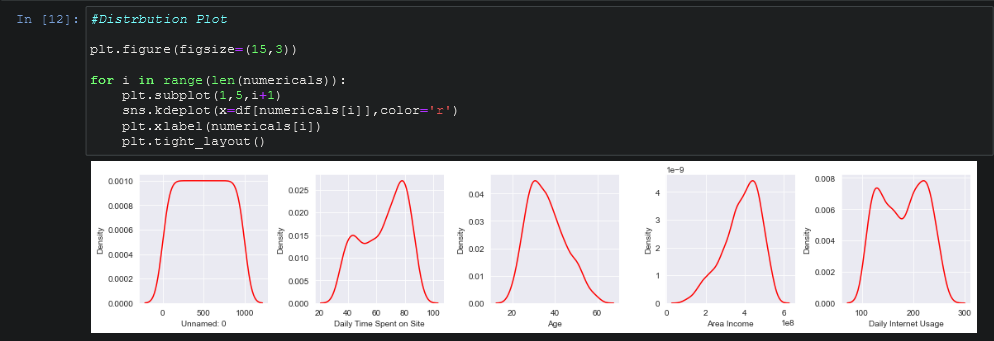 In [12]: #Distrbution Plot
plt.figure(figsize=(15,3))
for i in range(len(numericals)):
    plt.subplot(1,5,i+1)
    sns.kdeplot(x=df[numericals[i]],color='r')
    plt.xlabel(numericals[i])
    plt.tight_layout()
Density
0.0010
0.0008
0.0006
0.0004
0.0002
0.0000
0 500 1000
Unnamed: 0
Density
0.025
0.020
0.015
0.010
0.005
0.000
20 40 60 80 100
Daily Time Spent on Site
Density
0.04
0.03
0.02
0.01
0.00
20 40 60
Age
1e-9
Density
4
3
2
1
0
0 2 4 6
Area Income 1e8
Density
0.008
0.006
0.004
0.002
0.000
100 200 300
Daily Internet Usage